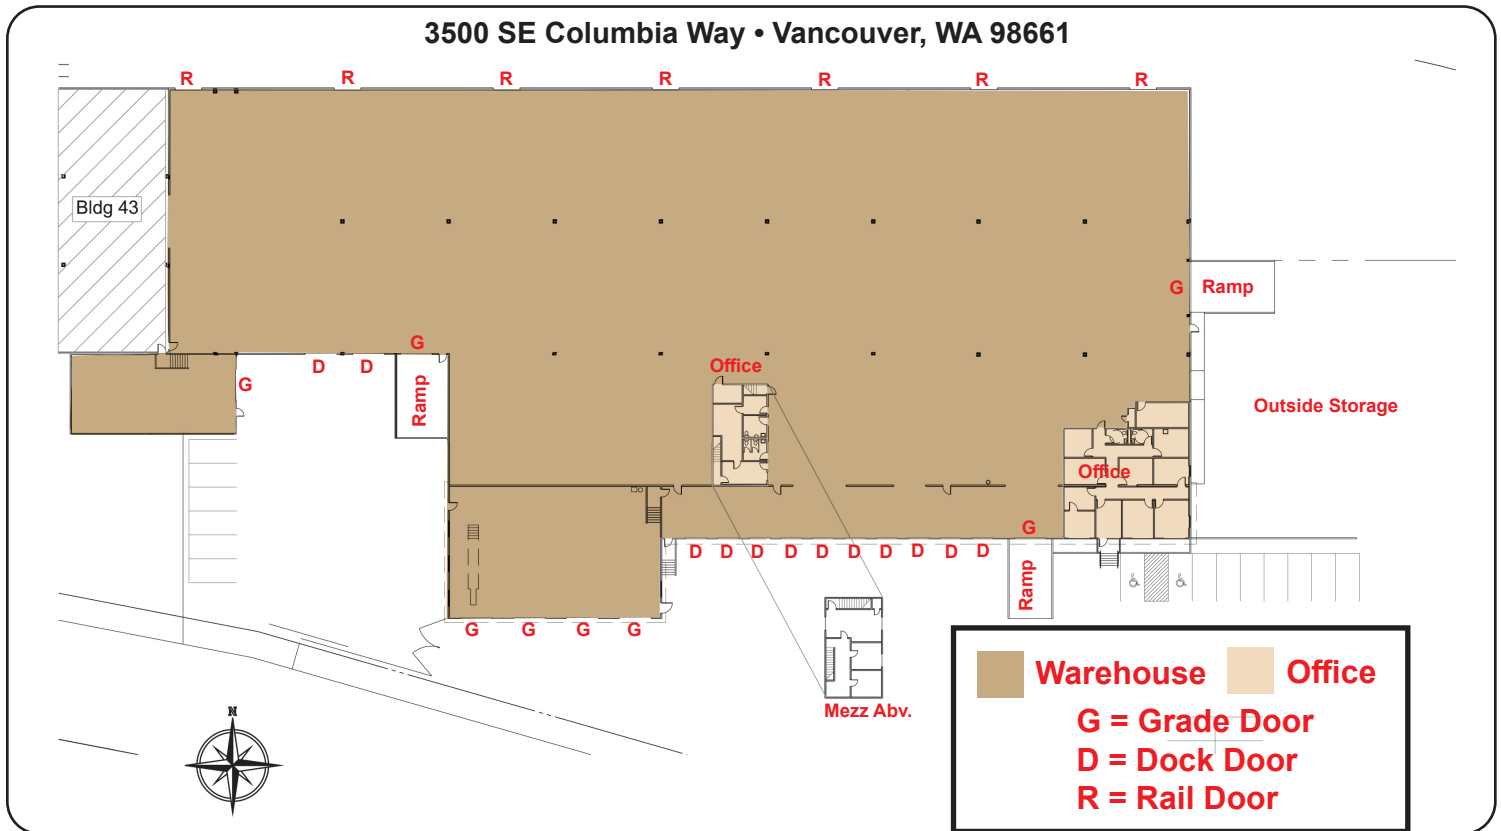 3500 SE Columbia Way • Vancouver, WA 98661
R R R R R R R
Bldg 43
G Ramp
G
D D
Office
G
Ramp
Outside Storage
Office
G
D D D D D D D D D D
Ramp
G G G G
Mezz Abv.
N
Warehouse Office
G = Grade Door
D = Dock Door
R = Rail Door